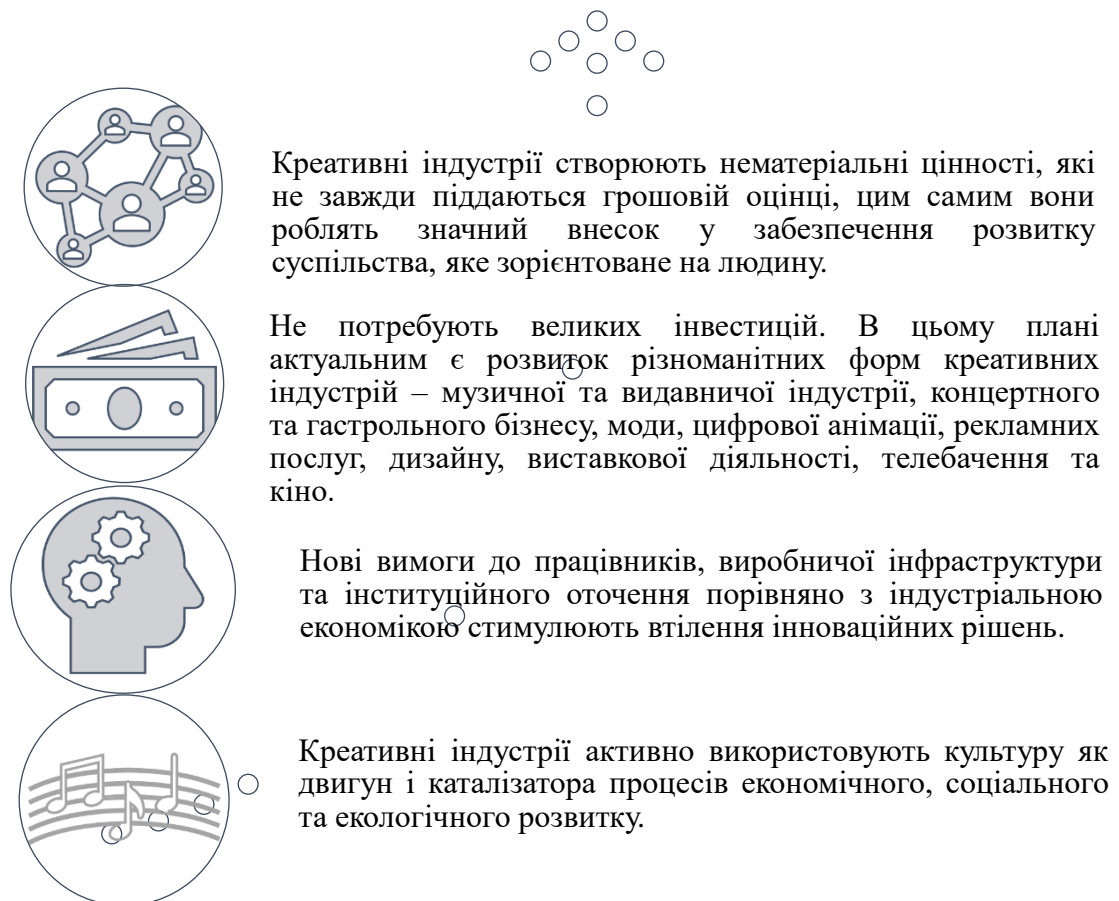 Креативні індустрії створюють нематеріальні цінності, які
не завжди піддаються грошовій оцінці, цим самим вони
роблять значний внесок у забезпечення розвитку
суспільства, яке зорієнтоване на людину.
Не потребують великих інвестицій. В цьому плані
актуальним є розвиток різноманітних форм креативних
індустрій – музичної та видавничої індустрії, концертного
та гастрольного бізнесу, моди, цифрової анімації, рекламних
послуг, дизайну, виставкової діяльності, телебачення та
кіно.
Нові вимоги до працівників, виробничої інфраструктури
та інституційного оточення порівняно з індустріальною
економікою стимулюють втілення інноваційних рішень.
Креативні індустрії активно використовують культуру як
двигун і каталізатора процесів економічного, соціального
та екологічного розвитку.